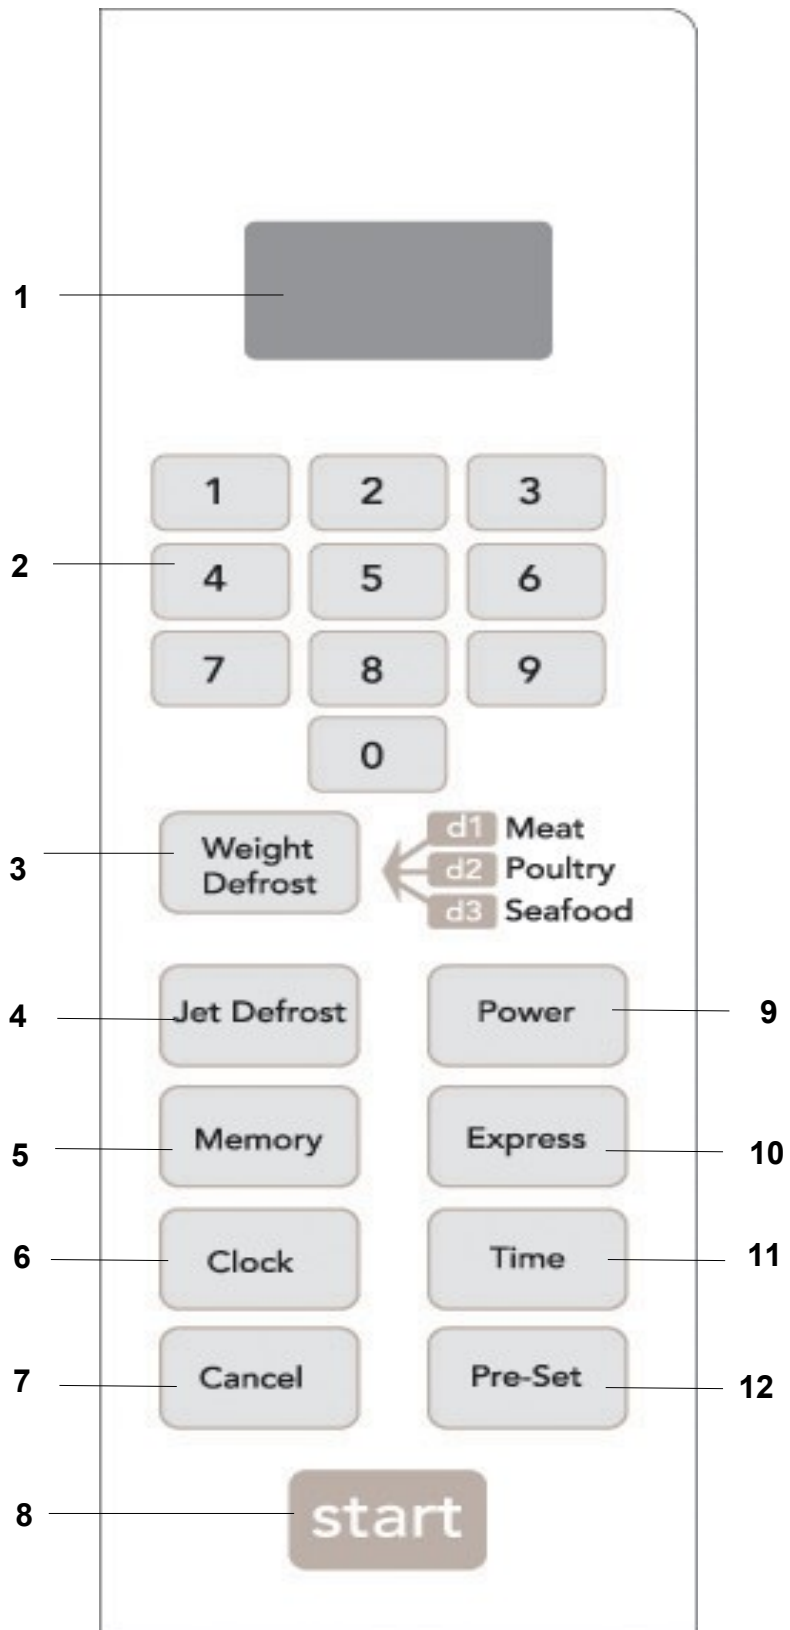 1
1 2 3
2
4 5 6
7 8 9
0
3
Weight
Defrost
d1 Meat
d2 Poultry
d3 Seafood
4
Jet Defrost
Power
9
5
Memory
Express
10
6
Clock
Time
11
7
Cancel
Pre-Set
12
8
start